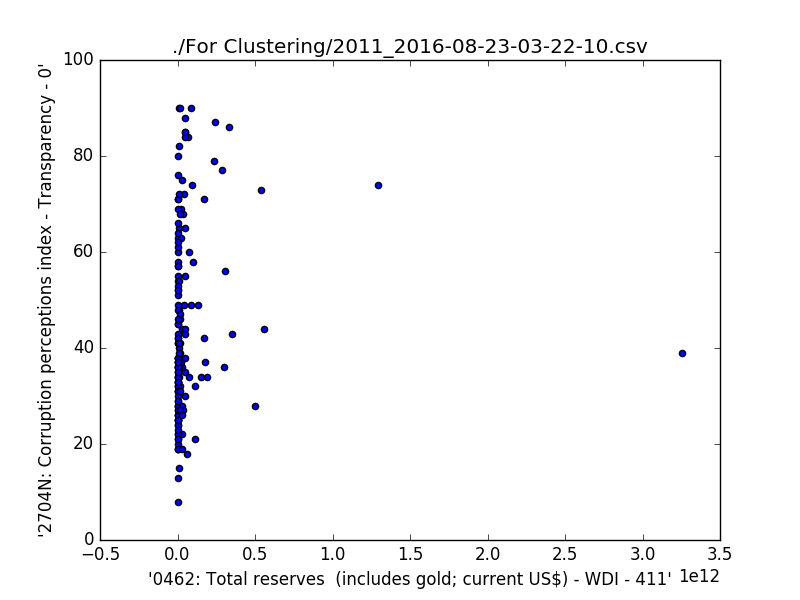 ./For Clustering/2011_2016-08-23-03-22-10.csv
100
80
60
40
20
0
'2704N: Corruption perceptions index - Transparency - 0'
−0.5 0.0 0.5 1.0 1.5 2.0 2.5 3.0 3.5
1e12
'0462: Total reserves  (includes gold; current US$) - WDI - 411'